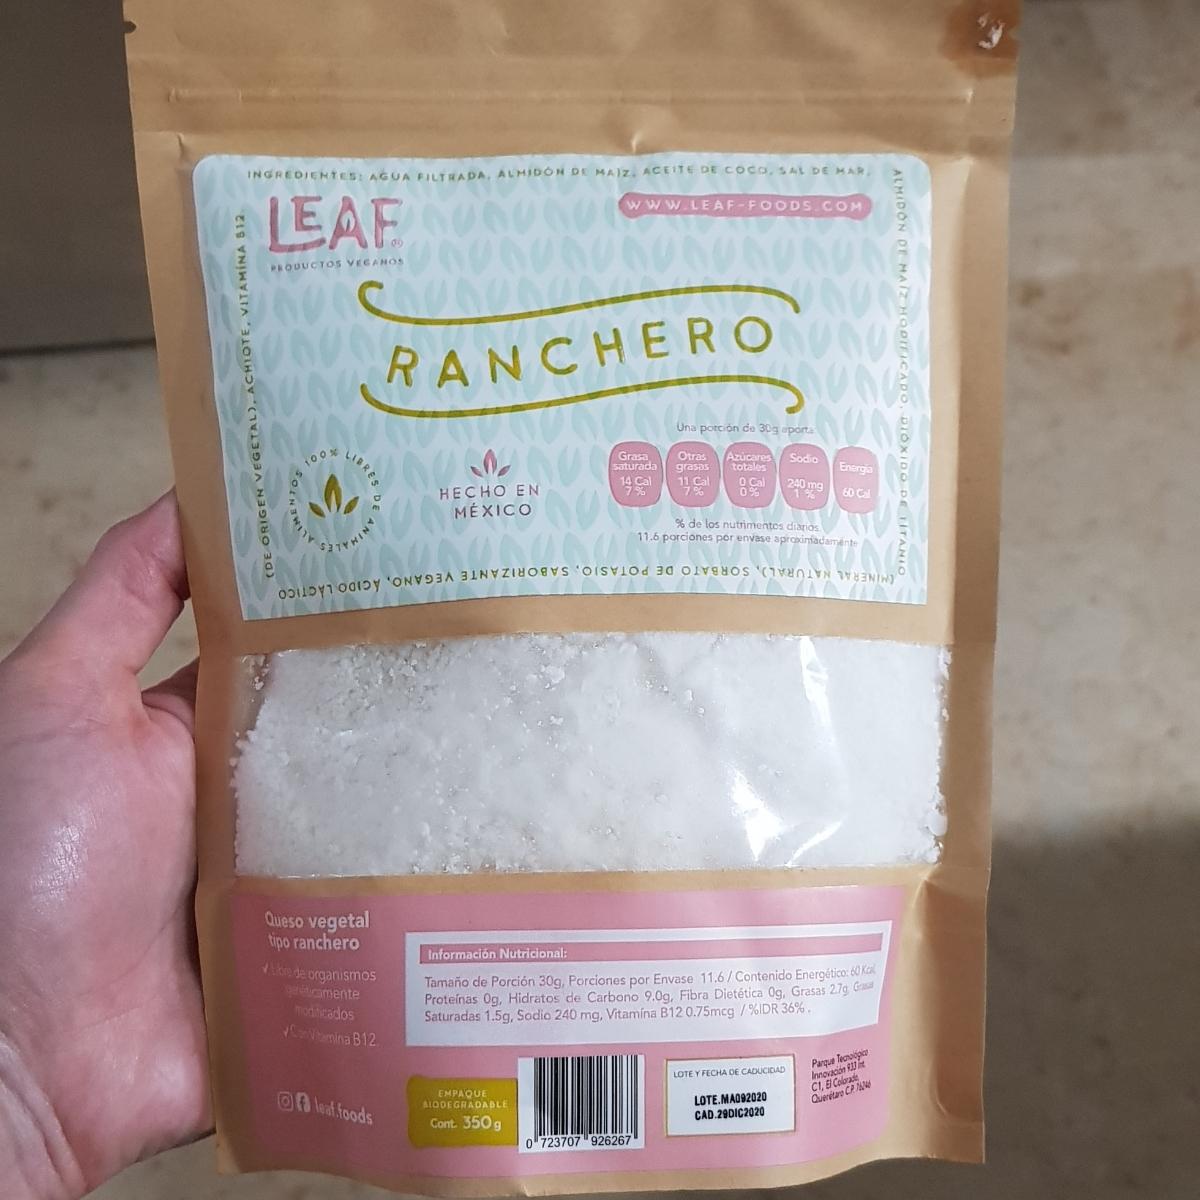 INGREDIENTES: AGUA FILTRADA, ALMIDÓN DE MAÍZ, ACEITE DE COCO, SAL DE MAR,
ALMIDÓN DE MAÍZ MODIFICADO, DIÓXIDO DE TITANIO
(MINERAL NATURAL), SORBATO DE POTASIO, SABORIZANTE VEGANO, ÁCIDO LÁCTICO
(DE ORIGEN VEGETAL), ACHIOTE, VITAMÍNA B12.
LEAF®
PRODUCTOS VEGANOS
WWW.LEAF-FOODS.COM
RANCHERO
Una porción de 30g aporta:
Grasa saturada 14 Cal 7%
Otras grasas 11 Cal 7%
Azúcares totales 0 Cal 0%
Sodio 240 mg 1 %
Energía 60 Cal
% de los nutrimentos diarios.
11.6 porciones por envase aproximadamente
ALIMENTOS 100% LIBRES DE ANIMALES
HECHO EN
MÉXICO
Queso vegetal
tipo ranchero
✓ Libre de organismos
genéticamente
modificados
✓ Con Vitamina B12
Información Nutricional:
Tamaño de Porción 30g, Porciones por Envase 11.6 / Contenido Energético: 60 Kcal,
Proteínas 0g, Hidratos de Carbono 9.0g, Fibra Dietética 0g, Grasas 2.7g, Grasas
Saturadas 1.5g, Sodio 240 mg, Vitamína B12 0.75mcg / %IDR 36% .
leaf.foods
EMPAQUE
BIODEGRADABLE
Cont. 350g
0 723707 926267
LOTE Y FECHA DE CADUCIDAD
LOTE.MA092020
CAD.29DIC2020
Parque Tecnológico
Innovación 933 int.
C1, El Colorado,
Querétaro C.P. 76246